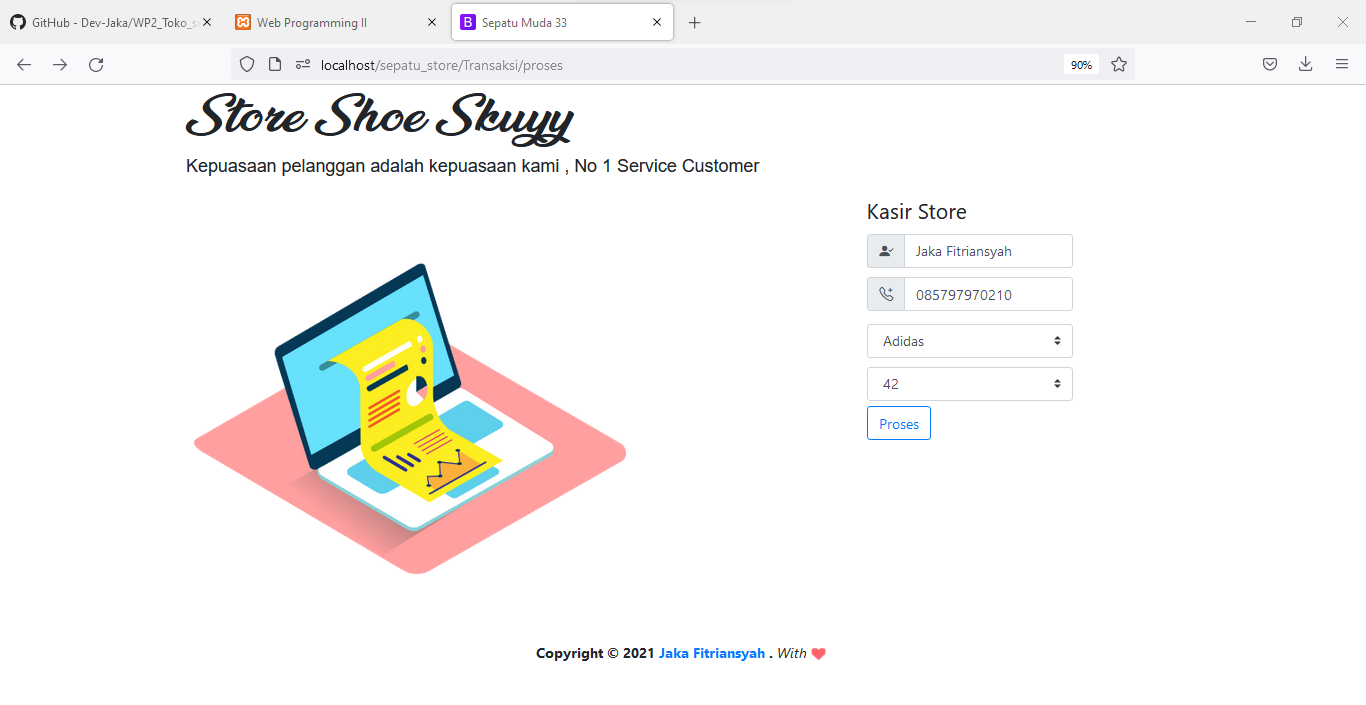 GitHub - Dev-Jaka/WP2_Toko_s
Web Programming II
Sepatu Muda 33
localhost/sepatu_store/Transaksi/proses
90%
Store Shoe Skuyy
Kepuasaan pelanggan adalah kepuasaan kami , No 1 Service Customer
Kasir Store
Jaka Fitriansyah
085797970210
Adidas
42
Proses
Copyright © 2021 Jaka Fitriansyah . With ❤